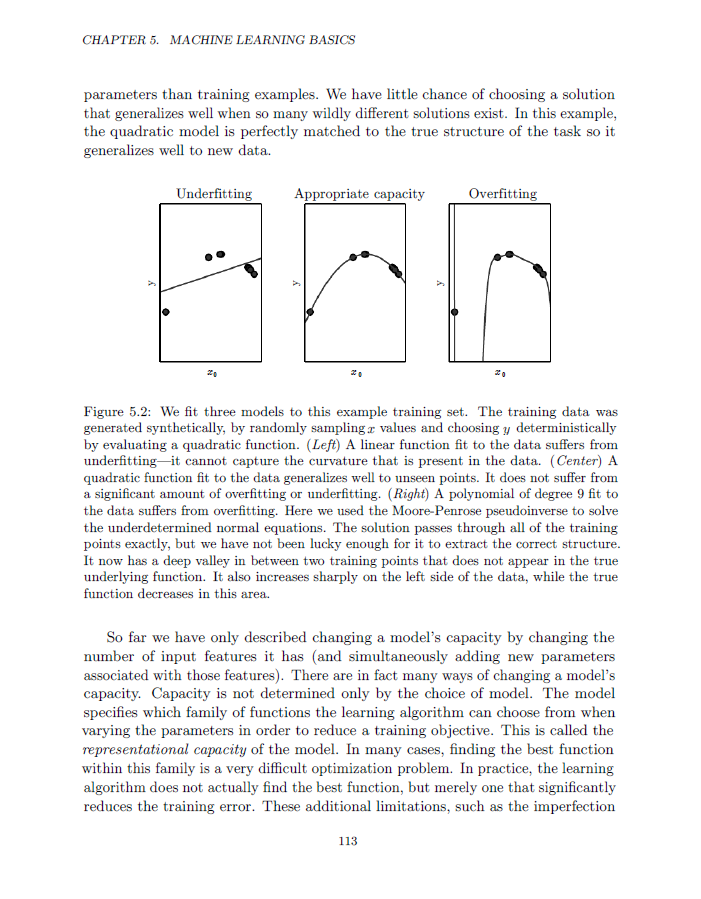 CHAPTER 5. MACHINE LEARNING BASICS
parameters than training examples. We have little chance of choosing a solution
that generalizes well when so many wildly different solutions exist. In this example,
the quadratic model is perfectly matched to the true structure of the task so it
generalizes well to new data.
Underfitting
Appropriate capacity
Overfitting
y
y
y
x0
x0
x0
Figure 5.2: We fit three models to this example training set. The training data was
generated synthetically, by randomly sampling x values and choosing y deterministically
by evaluating a quadratic function. (Left) A linear function fit to the data suffers from
underfitting—it cannot capture the curvature that is present in the data. (Center) A
quadratic function fit to the data generalizes well to unseen points. It does not suffer from
a significant amount of overfitting or underfitting. (Right) A polynomial of degree 9 fit to
the data suffers from overfitting. Here we used the Moore-Penrose pseudoinverse to solve
the underdetermined normal equations. The solution passes through all of the training
points exactly, but we have not been lucky enough for it to extract the correct structure.
It now has a deep valley in between two training points that does not appear in the true
underlying function. It also increases sharply on the left side of the data, while the true
function decreases in this area.
So far we have only described changing a model's capacity by changing the
number of input features it has (and simultaneously adding new parameters
associated with those features). There are in fact many ways of changing a model's
capacity. Capacity is not determined only by the choice of model. The model
specifies which family of functions the learning algorithm can choose from when
varying the parameters in order to reduce a training objective. This is called the
representational capacity of the model. In many cases, finding the best function
within this family is a very difficult optimization problem. In practice, the learning
algorithm does not actually find the best function, but merely one that significantly
reduces the training error. These additional limitations, such as the imperfection
113